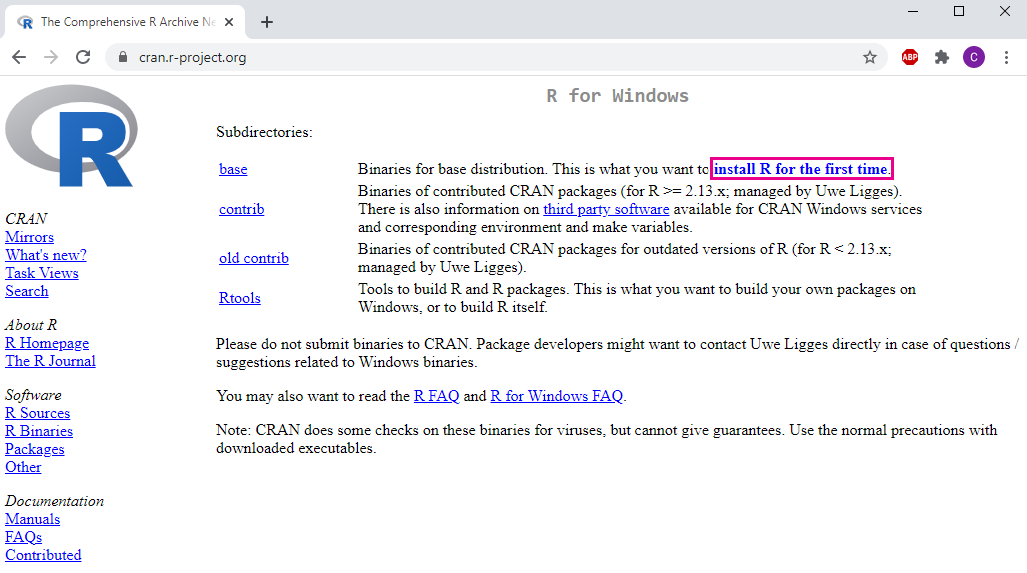 The Comprehensive R Archive Ne
cran.r-project.org
ABP
C
R
R for Windows
Subdirectories:
base
Binaries for base distribution. This is what you want to install R for the first time.
contrib
Binaries of contributed CRAN packages (for R >= 2.13.x; managed by Uwe Ligges).
There is also information on third party software available for CRAN Windows services
and corresponding environment and make variables.
old contrib
Binaries of contributed CRAN packages for outdated versions of R (for R < 2.13.x;
managed by Uwe Ligges).
Rtools
Tools to build R and R packages. This is what you want to build your own packages on
Windows, or to build R itself.
Please do not submit binaries to CRAN. Package developers might want to contact Uwe Ligges directly in case of questions /
suggestions related to Windows binaries.
You may also want to read the R FAQ and R for Windows FAQ.
Note: CRAN does some checks on these binaries for viruses, but cannot give guarantees. Use the normal precautions with
downloaded executables.
CRAN
Mirrors
What's new?
Task Views
Search
About R
R Homepage
The R Journal
Software
R Sources
R Binaries
Packages
Other
Documentation
Manuals
FAQs
Contributed